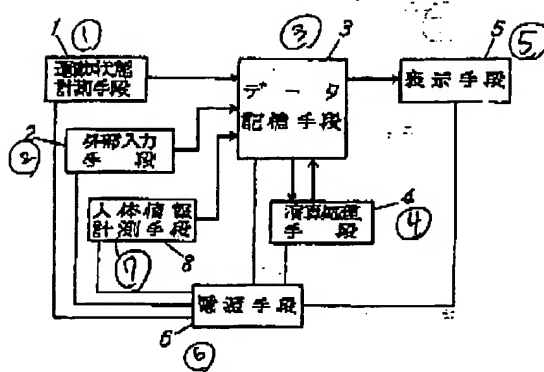 1 ①
運動状態
計測手段
2
②
外部入力
手段
人体情報
計測手段
⑦ 8
③ 3
データ
記憶手段
5
⑤
表示手段
演算処理
手段
④
電源手段
6
⑥